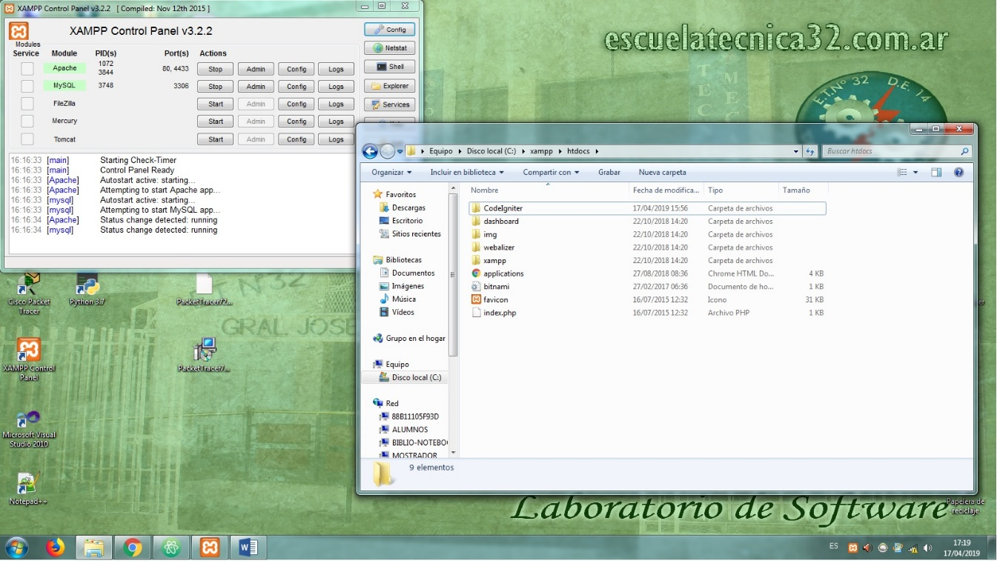 XAMPP Control Panel v3.2.2 [ Compiled: Nov 12th 2015 ]
XAMPP Control Panel v3.2.2
Config
Modules
Service Module PID(s) Port(s) Actions
Netstat
Apache 1072 3844 80, 4433 Stop Admin Config Logs
Shell
MySQL 3748 3306 Stop Admin Config Logs
Explorer
FileZilla Start Admin Config Logs
Services
Mercury Start Admin Config Logs
Tomcat Start Admin Config Logs
16:16:33 [main] Starting Check-Timer
16:16:33 [main] Control Panel Ready
16:16:33 [Apache] Autostart active: starting...
16:16:33 [Apache] Attempting to start Apache app...
16:16:33 [mysql] Autostart active: starting...
16:16:33 [mysql] Attempting to start MySQL app...
16:16:34 [Apache] Status change detected: running
16:16:34 [mysql] Status change detected: running
escuelatecnica32.com.ar
E.T.Nº 32 D.E. 14
Equipo Disco local (C:) xampp htdocs
Buscar htdocs
Organizar Incluir en biblioteca Compartir con Grabar Nueva carpeta
Favoritos
Descargas
Escritorio
Sitios recientes
Bibliotecas
Documentos
Imágenes
Música
Vídeos
Grupo en el hogar
Equipo
Disco local (C:)
Red
88B11105F93D
ALUMNOS
BIBLIO-NOTEBO
MOSTRADOR
Nombre Fecha de modifica... Tipo Tamaño
CodeIgniter 17/04/2019 15:56 Carpeta de archivos
dashboard 22/10/2018 14:20 Carpeta de archivos
img 22/10/2018 14:20 Carpeta de archivos
webalizer 22/10/2018 14:20 Carpeta de archivos
xampp 22/10/2018 14:20 Carpeta de archivos
applications 27/08/2018 08:36 Chrome HTML Do... 4 KB
bitnami 27/02/2017 06:36 Documento de ho... 1 KB
favicon 16/07/2015 12:32 Icono 31 KB
index.php 16/07/2015 12:32 Archivo PHP 1 KB
9 elementos
Cisco Packet
Tracer
Python 3.7
PacketTracer72...
GRAL JOSE
XAMPP Control
Panel
PacketTracer7...
Microsoft Visual
Studio 2010
Notepad++
Laboratorio de Software
Papelera de
reciclaje
ES
17:19
17/04/2019